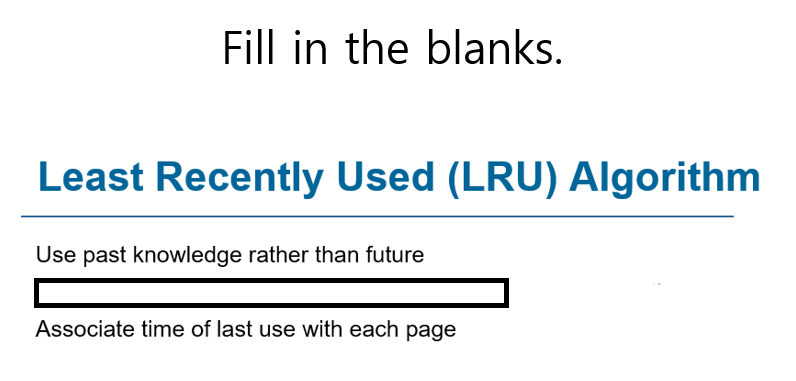 Fill in the blanks.
Least Recently Used (LRU) Algorithm
Use past knowledge rather than future
Associate time of last use with each page